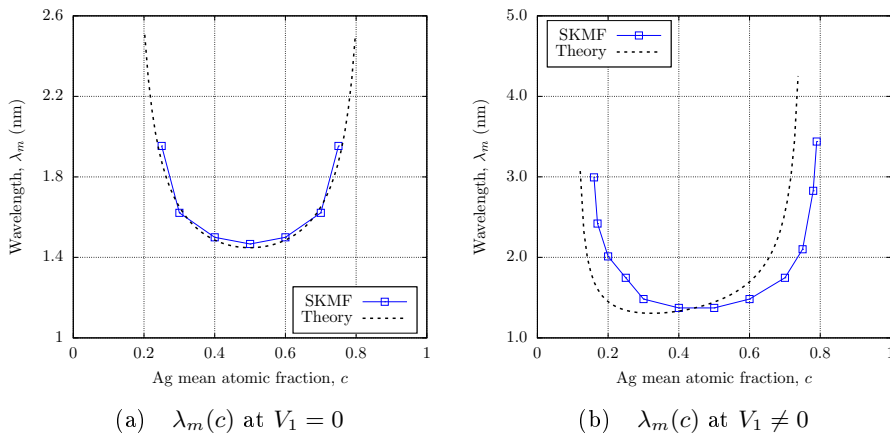 2.6
2.2
1.8
1.4
1
0
0.2
0.4
0.6
0.8
1
Wavelength, λm (nm)
Ag mean atomic fraction, c
SKMF
Theory
(a) λm(c) at V1 = 0
5.0
4.0
3.0
2.0
1.0
0
0.2
0.4
0.6
0.8
1
Wavelength, λm (nm)
Ag mean atomic fraction, c
SKMF
Theory
(b) λm(c) at V1 ≠ 0